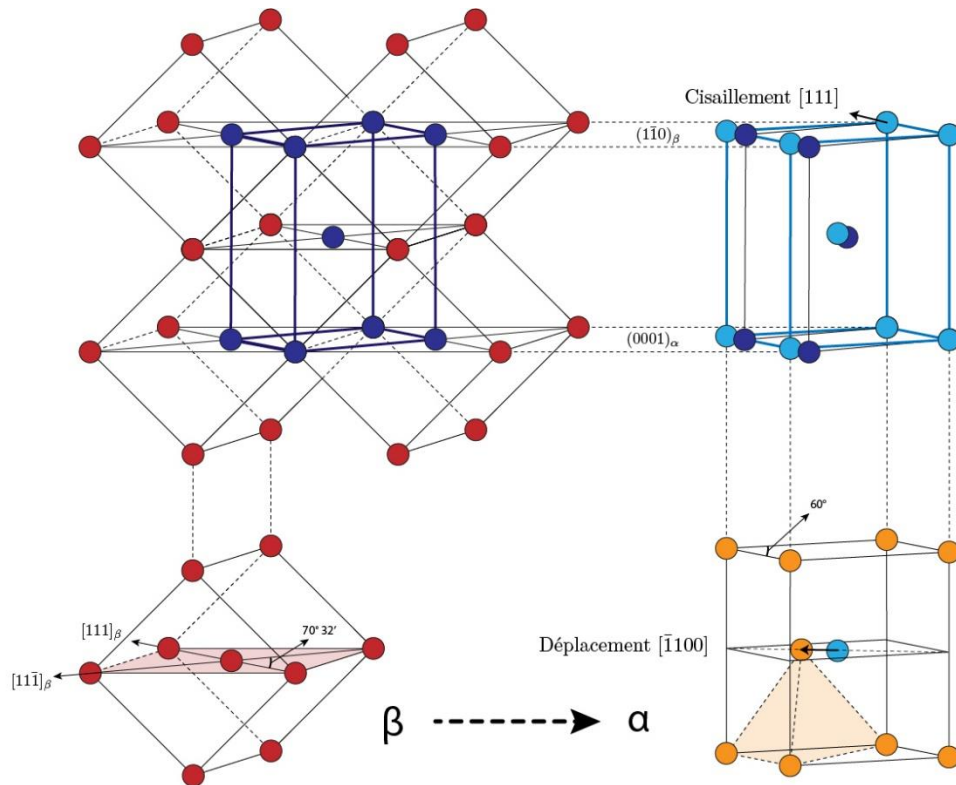 Cisaillement [111]
(11̄0)β
(0001)α
60°
[111]β
70° 32′
[111̄]β
Déplacement [1̄100]
β
α